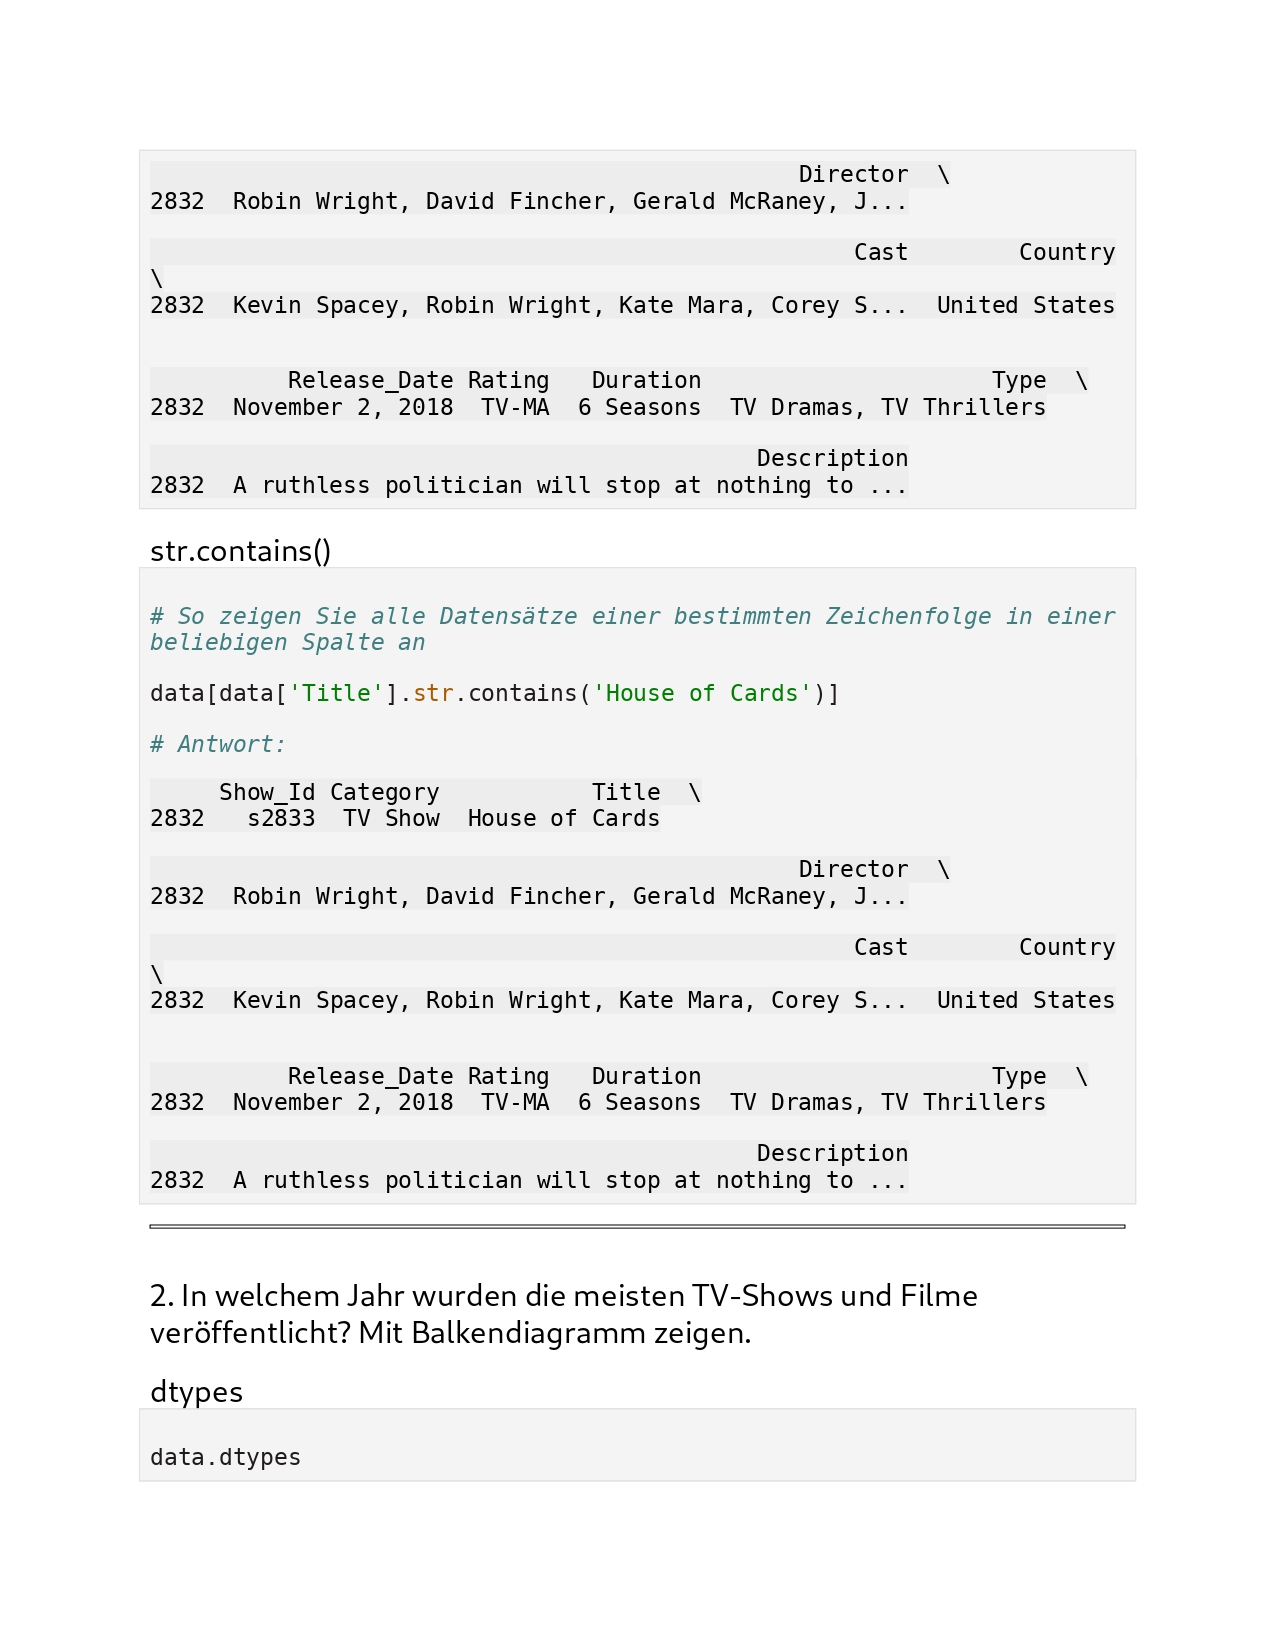 Director  \
2832  Robin Wright, David Fincher, Gerald McRaney, J...
Cast        Country
\
2832  Kevin Spacey, Robin Wright, Kate Mara, Corey S...  United States
Release_Date Rating   Duration                     Type  \
2832  November 2, 2018  TV-MA  6 Seasons  TV Dramas, TV Thrillers
Description
2832  A ruthless politician will stop at nothing to ...
str.contains()
# So zeigen Sie alle Datensätze einer bestimmten Zeichenfolge in einer
beliebigen Spalte an
data[data['Title'].str.contains('House of Cards')]
# Antwort:
Show_Id Category           Title  \
2832   s2833  TV Show  House of Cards
Director  \
2832  Robin Wright, David Fincher, Gerald McRaney, J...
Cast        Country
\
2832  Kevin Spacey, Robin Wright, Kate Mara, Corey S...  United States
Release_Date Rating   Duration                     Type  \
2832  November 2, 2018  TV-MA  6 Seasons  TV Dramas, TV Thrillers
Description
2832  A ruthless politician will stop at nothing to ...
2. In welchem Jahr wurden die meisten TV-Shows und Filme
veröffentlicht? Mit Balkendiagramm zeigen.
dtypes
data.dtypes